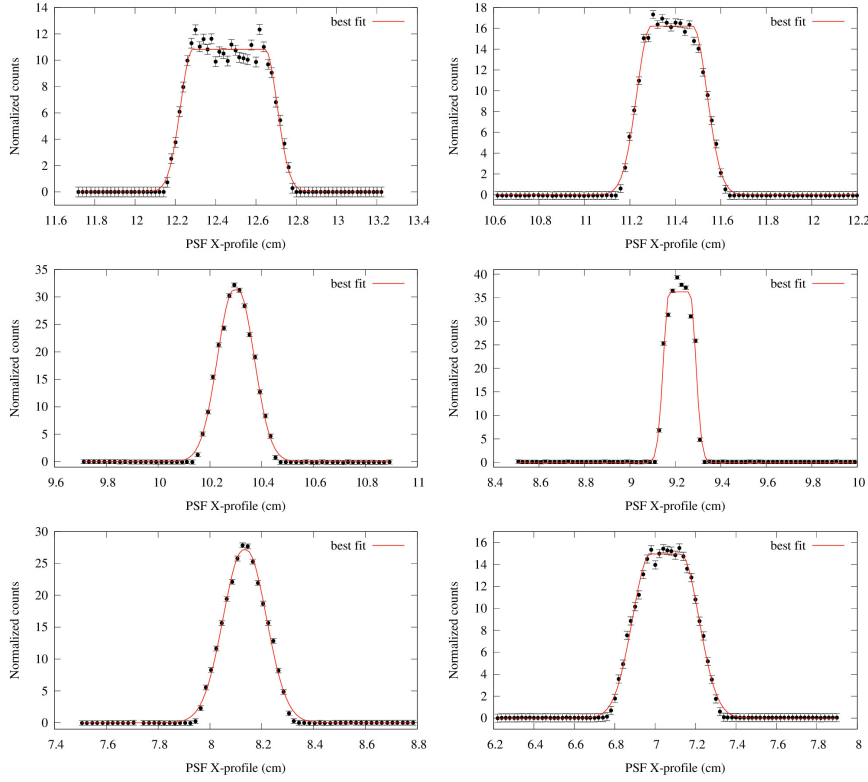 14
12
10
8
6
4
2
0
Normalized counts
best fit
11.6 11.8 12 12.2 12.4 12.6 12.8 13 13.2 13.4
PSF X-profile (cm)
18
16
14
12
10
8
6
4
2
0
Normalized counts
best fit
10.6 10.8 11 11.2 11.4 11.6 11.8 12 12.2
PSF X-profile (cm)
35
30
25
20
15
10
5
0
Normalized counts
best fit
9.6 9.8 10 10.2 10.4 10.6 10.8 11
PSF X-profile (cm)
40
35
30
25
20
15
10
5
0
Normalized counts
best fit
8.4 8.6 8.8 9 9.2 9.4 9.6 9.8 10
PSF X-profile (cm)
30
25
20
15
10
5
0
Normalized counts
best fit
7.4 7.6 7.8 8 8.2 8.4 8.6 8.8
PSF X-profile (cm)
16
14
12
10
8
6
4
2
0
Normalized counts
best fit
6.2 6.4 6.6 6.8 7 7.2 7.4 7.6 7.8 8
PSF X-profile (cm)